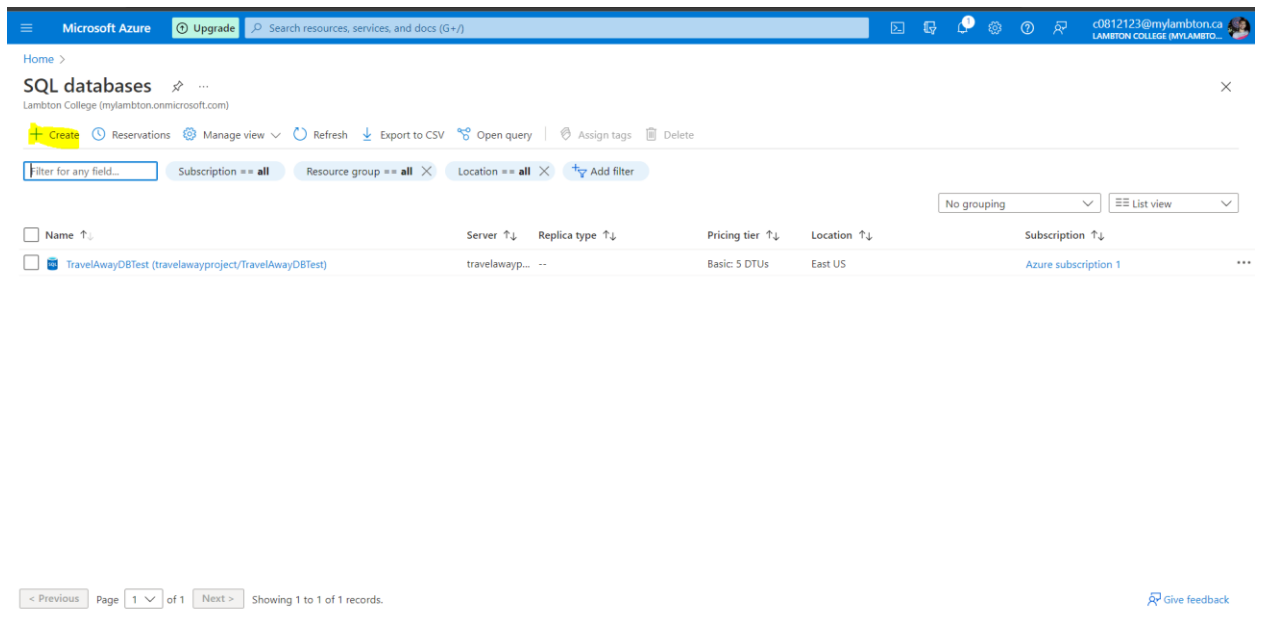 Microsoft Azure Upgrade Search resources, services, and docs (G+/) 1 c0812123@mylambton.ca
LAMBTON COLLEGE (MYLAMBTO...
Home >
SQL databases ...
Lambton College (mylambton.onmicrosoft.com)
+ Create Reservations Manage view Refresh Export to CSV Open query Assign tags Delete
Filter for any field... Subscription == all Resource group == all Location == all Add filter
No grouping List view
Name ↑↓ Server ↑↓ Replica type ↑↓ Pricing tier ↑↓ Location ↑↓ Subscription ↑↓
SQL TravelAwayDBTest (travelawayproject/TravelAwayDBTest) travelawayp... -- Basic: 5 DTUs East US Azure subscription 1 ...
< Previous Page 1 of 1 Next > Showing 1 to 1 of 1 records. Give feedback